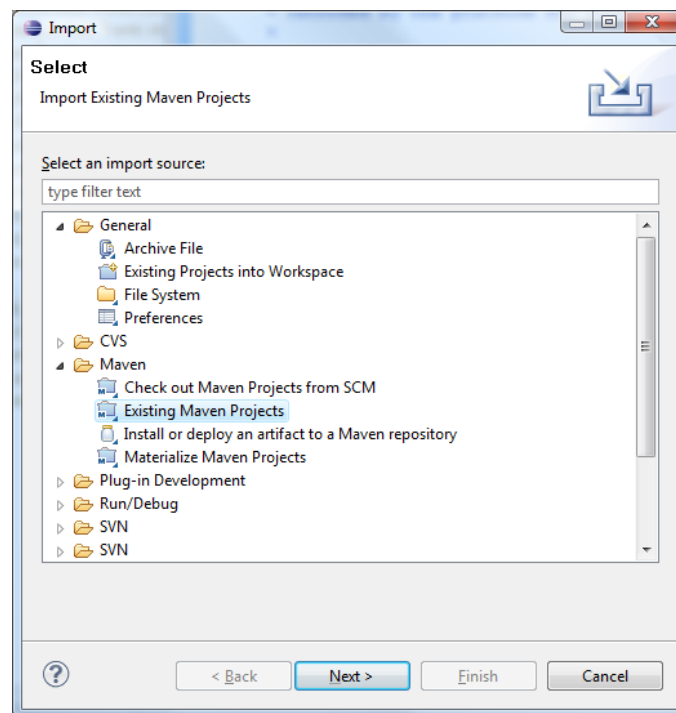 Import
Select
Import Existing Maven Projects
Select an import source:
type filter text
General
Archive File
Existing Projects into Workspace
File System
Preferences
CVS
Maven
Check out Maven Projects from SCM
Existing Maven Projects
Install or deploy an artifact to a Maven repository
Materialize Maven Projects
Plug-in Development
Run/Debug
SVN
SVN
< Back Next > Finish Cancel